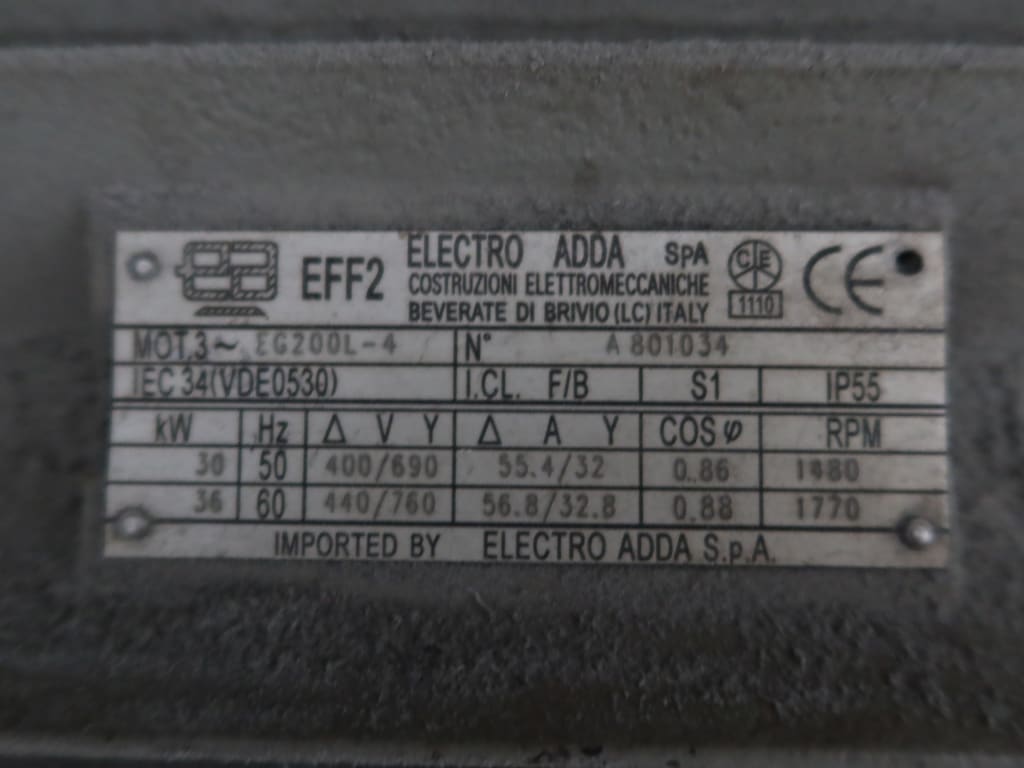 EFF2 ELECTRO ADDA SpA
COSTRUZIONI ELETTROMECCANICHE
BEVERATE DI BRIVIO (LC) ITALY
CJE
1110
CE
MOT.3~ EG200L-4 N° A 801034
IEC 34(VDE0530) I.CL. F/B S1 IP55
kW Hz Δ V Y Δ A Y COS φ RPM
30 50 400/690 55.4/32 0.86 1480
36 60 440/760 56.8/32.8 0.88 1770
IMPORTED BY ELECTRO ADDA S.p.A.